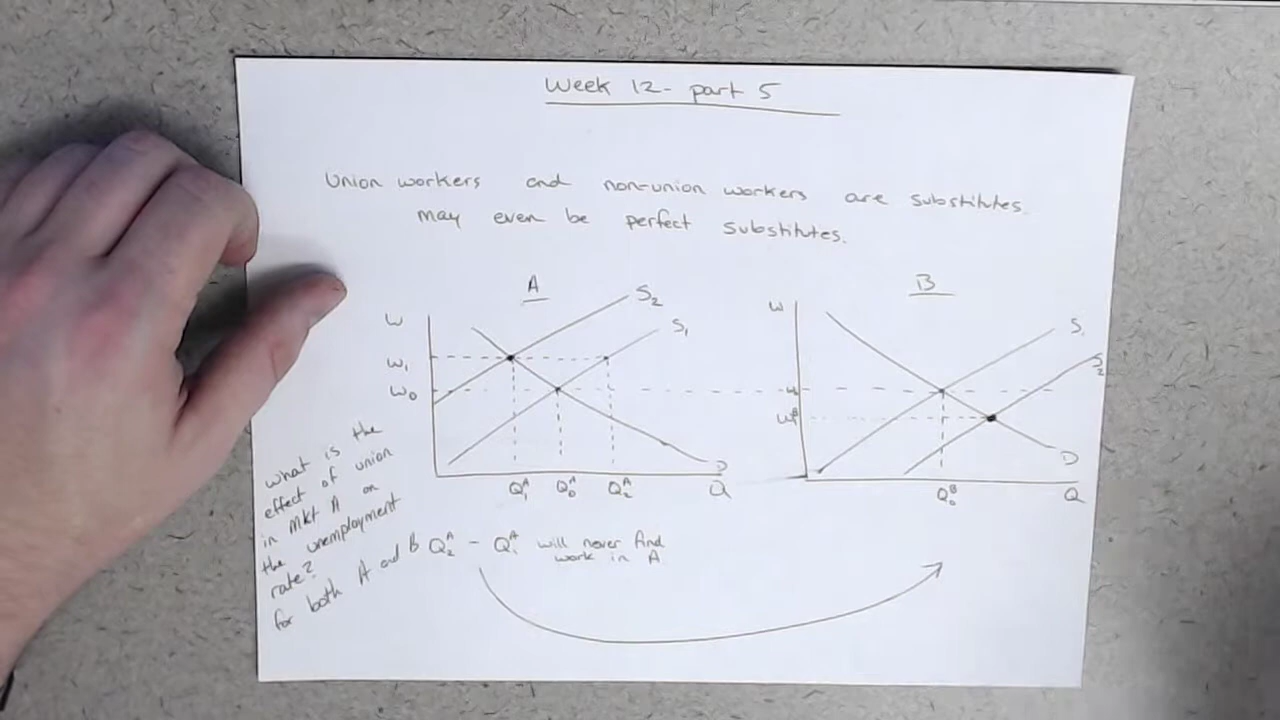 Week 12 - part 5
Union workers and non-union workers are substitutes.
may even be perfect substitutes.
A
B
W
S₂
S₁
W₁
W₀
D
Q₁ᴬ Q₀ᴬ Q₂ᴬ Q
W
S₁
S₂
W₀
W₁ᴮ
D
Q₀ᴮ Q
What is the
effect of union
in Mkt A on
the unemployment
rate?
for both A and B
Q₂ᴬ - Q₁ᴬ will never find
work in A